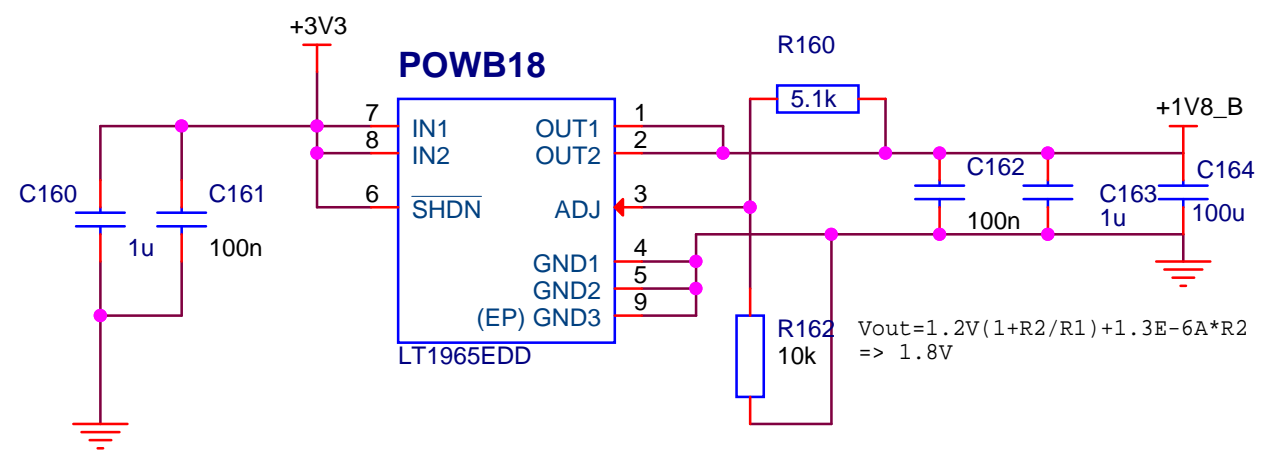 +3V3
R160
POWB18
5.1k
+1V8_B
7
IN1
OUT1
1
8
IN2
OUT2
2
C162
C164
C160
C161
6
SHDN
ADJ
3
C163
100n
1u
100u
1u
100n
GND1
4
GND2
5
(EP) GND3
9
R162
10k
Vout=1.2V(1+R2/R1)+1.3E-6A*R2
=> 1.8V
LT1965EDD